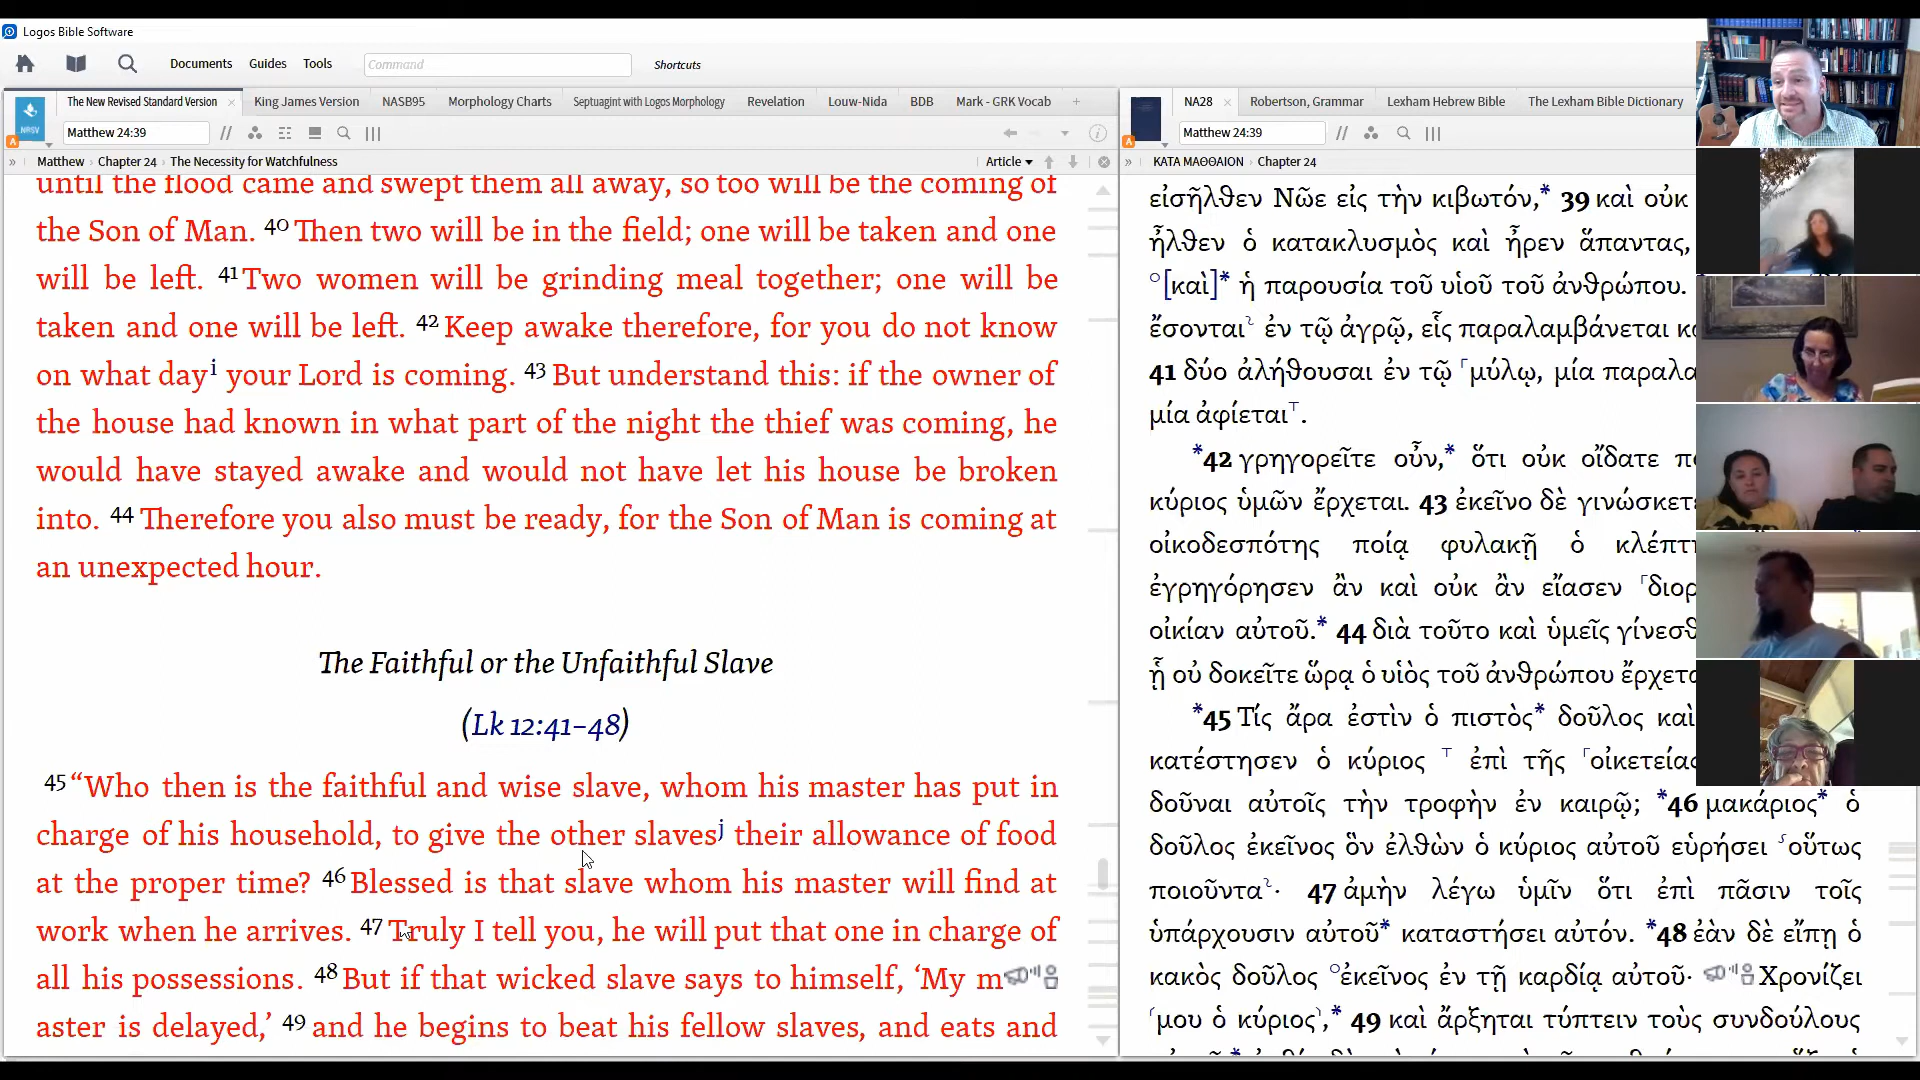 Logos Bible Software
Documents Guides Tools Command Shortcuts
The New Revised Standard Version King James Version NASB95 Morphology Charts Septuagint with Logos Morphology Revelation Louw-Nida BDB Mark - GRK Vocab
NRSV
A Matthew 24:39
Matthew › Chapter 24 › The Necessity for Watchfulness Article
until the flood came and swept them all away, so too will be the coming of
the Son of Man. 40 Then two will be in the field; one will be taken and one
will be left. 41 Two women will be grinding meal together; one will be
taken and one will be left. 42 Keep awake therefore, for you do not know
on what day i your Lord is coming. 43 But understand this: if the owner of
the house had known in what part of the night the thief was coming, he
would have stayed awake and would not have let his house be broken
into. 44 Therefore you also must be ready, for the Son of Man is coming at
an unexpected hour.
The Faithful or the Unfaithful Slave
(Lk 12:41–48)
45 “Who then is the faithful and wise slave, whom his master has put in
charge of his household, to give the other slaves j their allowance of food
at the proper time? 46 Blessed is that slave whom his master will find at
work when he arrives. 47 Truly I tell you, he will put that one in charge of
all his possessions. 48 But if that wicked slave says to himself, ‘My m
aster is delayed,’ 49 and he begins to beat his fellow slaves, and eats and
NA28 Robertson, Grammar Lexham Hebrew Bible The Lexham Bible Dictionary
A Matthew 24:39
ΚΑΤΑ ΜΑΘΘΑΙΟΝ › Chapter 24
εἰσῆλθεν Νῶε εἰς τὴν κιβωτόν,* 39 καὶ οὐκ
ἦλθεν ὁ κατακλυσμὸς καὶ ἦρεν ἅπαντας,
°[καὶ]* ἡ παρουσία τοῦ υἱοῦ τοῦ ἀνθρώπου.
ἔσονται⸅ ἐν τῷ ἀγρῷ, εἷς παραλαμβάνεται
41 δύο ἀλήθουσαι ἐν τῷ ⸀μύλῳ, μία
μία ἀφίεται⸆.
*42 γρηγορεῖτε οὖν,* ὅτι οὐκ οἴδατε
κύριος ὑμῶν ἔρχεται. 43 ἐκεῖνο δὲ
οἰκοδεσπότης ποίᾳ φυλακῇ ὁ
ἐγρηγόρησεν ἂν καὶ οὐκ ἂν εἴασεν
οἰκίαν αὐτοῦ.* 44 διὰ τοῦτο καὶ ὑμεῖς
ᾗ οὐ δοκεῖτε ὥρᾳ ὁ υἱὸς τοῦ ἀνθρώπου
*45 Τίς ἄρα ἐστὶν ὁ πιστὸς* δοῦλος καὶ
κατέστησεν ὁ κύριος ⸆ ἐπὶ τῆς
δοῦναι αὐτοῖς τὴν τροφὴν ἐν καιρῷ; *46 μακάριος* ὁ
δοῦλος ἐκεῖνος ὃν ἐλθὼν ὁ κύριος αὐτοῦ εὑρήσει ⸉οὕτως
ποιοῦντα⸊· 47 ἀμὴν λέγω ὑμῖν ὅτι ἐπὶ πᾶσιν τοῖς
ὑπάρχουσιν αὐτοῦ* καταστήσει αὐτόν. *48 ἐὰν δὲ εἴπῃ ὁ
κακὸς δοῦλος °ἐκεῖνος ἐν τῇ καρδίᾳ αὐτοῦ· Χρονίζει
⸂μου ὁ κύριος⸃,* 49 καὶ ἄρξηται τύπτειν τοὺς συνδούλους